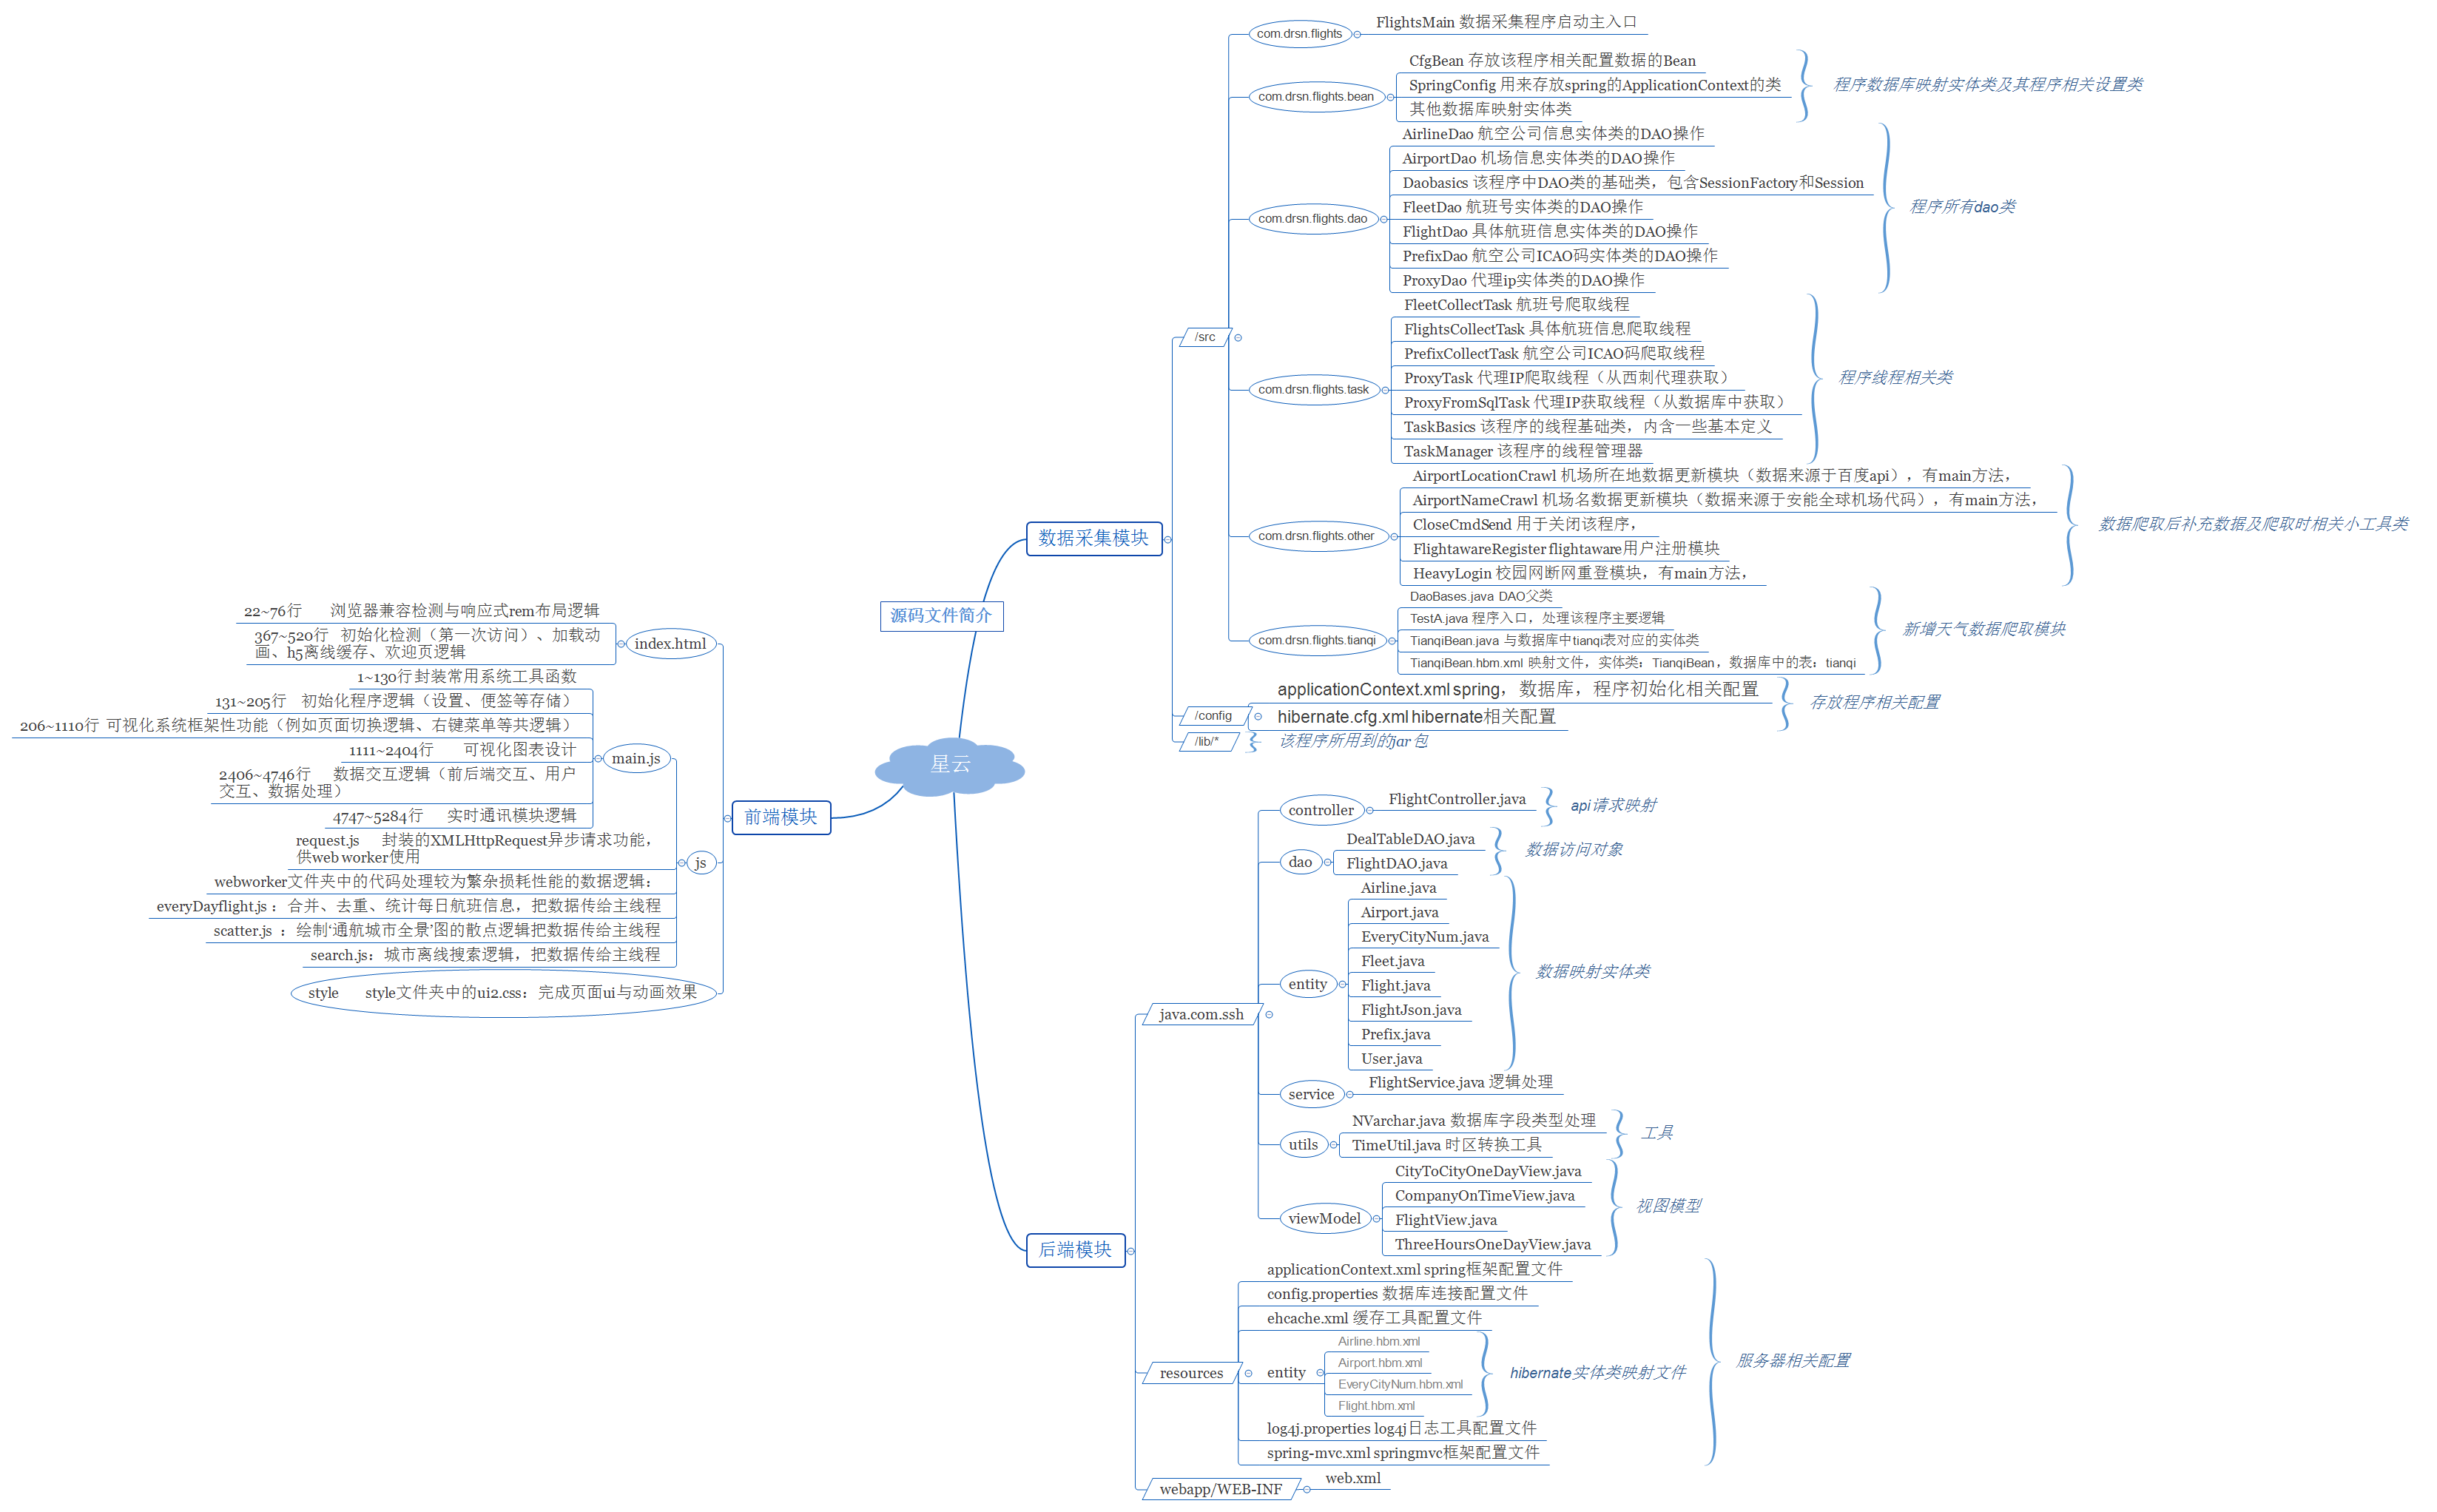 星云
源码文件简介
数据采集模块
/src
com.drsn.flights
FlightsMain 数据采集程序启动主入口
com.drsn.flights.bean
CfgBean 存放该程序相关配置数据的Bean
SpringConfig 用来存放spring的ApplicationContext的类
其他数据库映射实体类
程序数据库映射实体类及其程序相关设置类
com.drsn.flights.dao
AirlineDao 航空公司信息实体类的DAO操作
AirportDao 机场信息实体类的DAO操作
Daobasics 该程序中DAO类的基础类，包含SessionFactory和Session
FleetDao 航班号实体类的DAO操作
FlightDao 具体航班信息实体类的DAO操作
PrefixDao 航空公司ICAO码实体类的DAO操作
ProxyDao 代理ip实体类的DAO操作
程序所有dao类
com.drsn.flights.task
FleetCollectTask 航班号爬取线程
FlightsCollectTask 具体航班信息爬取线程
PrefixCollectTask 航空公司ICAO码爬取线程
ProxyTask 代理IP爬取线程（从西刺代理获取）
ProxyFromSqlTask 代理IP获取线程（从数据库中获取）
TaskBasics 该程序的线程基础类，内含一些基本定义
TaskManager 该程序的线程管理器
程序线程相关类
com.drsn.flights.other
AirportLocationCrawl 机场所在地数据更新模块（数据来源于百度api），有main方法，
AirportNameCrawl 机场名数据更新模块（数据来源于安能全球机场代码），有main方法，
CloseCmdSend 用于关闭该程序，
FlightawareRegister flightaware用户注册模块
HeavyLogin 校园网断网重登模块，有main方法，
数据爬取后补充数据及爬取时相关小工具类
com.drsn.flights.tianqi
DaoBases.java DAO父类
TestA.java 程序入口，处理该程序主要逻辑
TianqiBean.java 与数据库中tianqi表对应的实体类
TianqiBean.hbm.xml 映射文件，实体类：TianqiBean，数据库中的表：tianqi
新增天气数据爬取模块
/config
applicationContext.xml spring，数据库，程序初始化相关配置
hibernate.cfg.xml hibernate相关配置
存放程序相关配置
/lib/*
该程序所用到的jar包
前端模块
index.html
22~76行 浏览器兼容检测与响应式rem布局逻辑
367~520行 初始化检测（第一次访问）、加载动
画、h5离线缓存、欢迎页逻辑
js
main.js
1~130行封装常用系统工具函数
131~205行 初始化程序逻辑（设置、便签等存储）
206~1110行 可视化系统框架性功能（例如页面切换逻辑、右键菜单等共逻辑）
1111~2404行 可视化图表设计
2406~4746行 数据交互逻辑（前后端交互、用户
交互、数据处理）
4747~5284行 实时通讯模块逻辑
request.js 封装的XMLHttpRequest异步请求功能，
供web worker使用
webworker文件夹中的代码处理较为繁杂损耗性能的数据逻辑：
everyDayflight.js ：合并、去重、统计每日航班信息，把数据传给主线程
scatter.js ：绘制‘通航城市全景’图的散点逻辑把数据传给主线程
search.js：城市离线搜索逻辑，把数据传给主线程
style style文件夹中的ui2.css：完成页面ui与动画效果
后端模块
java.com.ssh
controller
FlightController.java
api请求映射
dao
DealTableDAO.java
FlightDAO.java
数据访问对象
entity
Airline.java
Airport.java
EveryCityNum.java
Fleet.java
Flight.java
FlightJson.java
Prefix.java
User.java
数据映射实体类
service
FlightService.java 逻辑处理
utils
NVarchar.java 数据库字段类型处理
TimeUtil.java 时区转换工具
工具
viewModel
CityToCityOneDayView.java
CompanyOnTimeView.java
FlightView.java
ThreeHoursOneDayView.java
视图模型
resources
applicationContext.xml spring框架配置文件
config.properties 数据库连接配置文件
ehcache.xml 缓存工具配置文件
entity
Airline.hbm.xml
Airport.hbm.xml
EveryCityNum.hbm.xml
Flight.hbm.xml
hibernate实体类映射文件
log4j.properties log4j日志工具配置文件
spring-mvc.xml springmvc框架配置文件
服务器相关配置
webapp/WEB-INF
web.xml